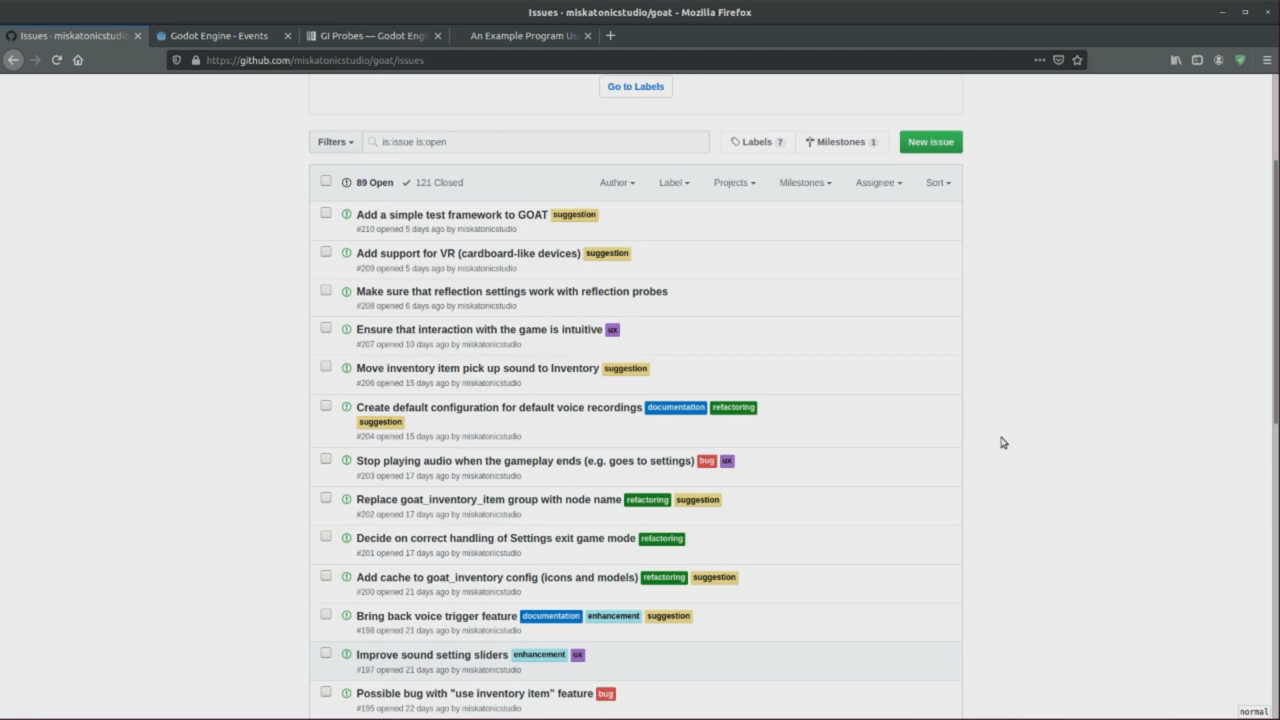 Issues · miskatonicstudio/goat - Mozilla Firefox
Issues · miskatonicstudio
Godot Engine - Events
GI Probes — Godot Engi
An Example Program Us
https://github.com/miskatonicstudio/goat/issues
Go to Labels
Filters
is:issue is:open
Labels 7
Milestones 1
New issue
89 Open
121 Closed
Author
Label
Projects
Milestones
Assignee
Sort
Add a simple test framework to GOAT suggestion
#210 opened 5 days ago by miskatonicstudio
Add support for VR (cardboard-like devices) suggestion
#209 opened 5 days ago by miskatonicstudio
Make sure that reflection settings work with reflection probes
#208 opened 6 days ago by miskatonicstudio
Ensure that interaction with the game is intuitive ux
#207 opened 10 days ago by miskatonicstudio
Move inventory item pick up sound to Inventory suggestion
#206 opened 15 days ago by miskatonicstudio
Create default configuration for default voice recordings documentation refactoring
suggestion
#204 opened 15 days ago by miskatonicstudio
Stop playing audio when the gameplay ends (e.g. goes to settings) bug ux
#203 opened 17 days ago by miskatonicstudio
Replace goat_inventory_item group with node name refactoring suggestion
#202 opened 17 days ago by miskatonicstudio
Decide on correct handling of Settings exit game mode refactoring
#201 opened 17 days ago by miskatonicstudio
Add cache to goat_inventory config (icons and models) refactoring suggestion
#200 opened 21 days ago by miskatonicstudio
Bring back voice trigger feature documentation enhancement suggestion
#198 opened 21 days ago by miskatonicstudio
Improve sound setting sliders enhancement ux
#197 opened 21 days ago by miskatonicstudio
Possible bug with "use inventory item" feature bug
#195 opened 22 days ago by miskatonicstudio
normal